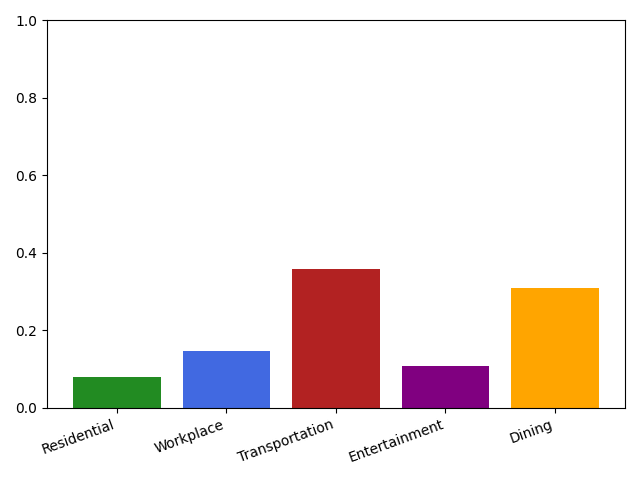 1.0
0.8
0.6
0.4
0.2
0.0
Residential
Workplace
Transportation
Entertainment
Dining